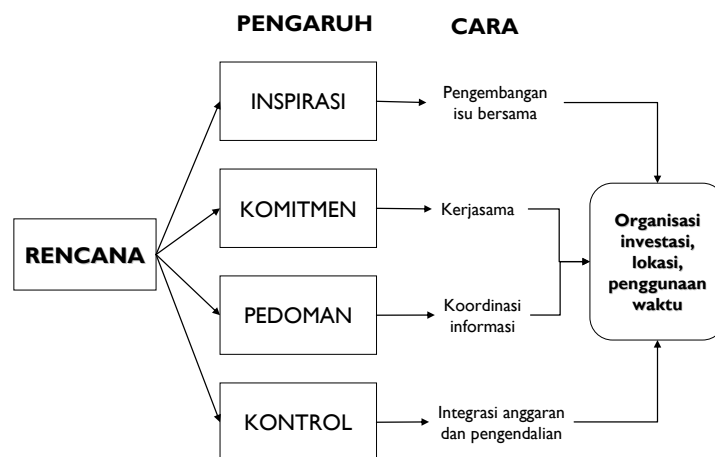 PENGARUH
CARA
INSPIRASI
Pengembangan
isu bersama
KOMITMEN
Kerjasama
RENCANA
Organisasi
investasi,
lokasi,
penggunaan
waktu
PEDOMAN
Koordinasi
informasi
KONTROL
Integrasi anggaran
dan pengendalian